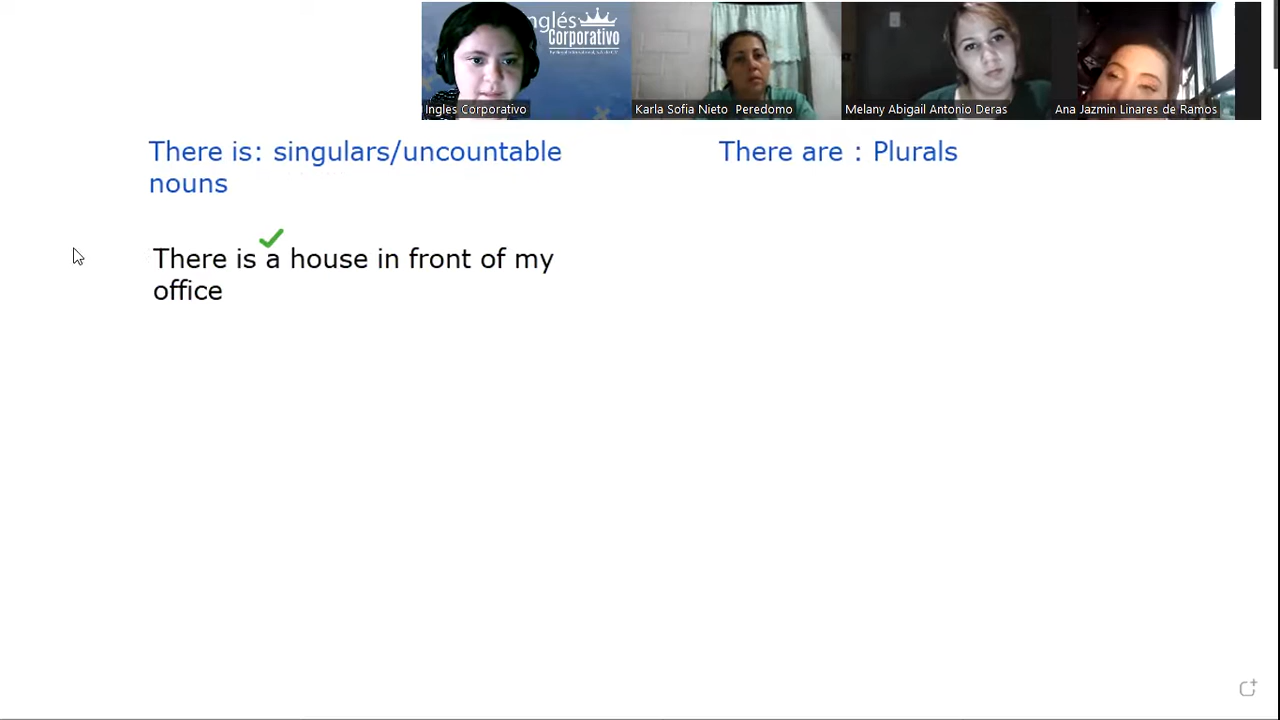 nglés
Corporativo
Ingles Corporativo
Karla Sofia Nieto Peredomo
Melany Abigail Antonio Deras
Ana Jazmin Linares de Ramos
There is: singulars/uncountable
nouns
There are : Plurals
There is a house in front of my
office